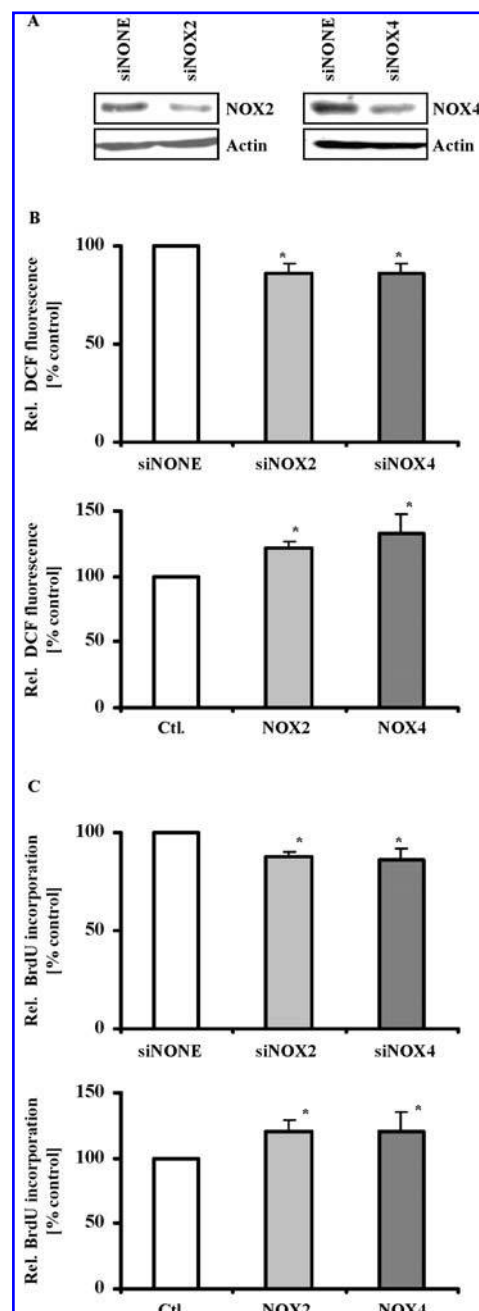 A
siNONE siNOX2 siNONE siNOX4
NOX2 NOX4
Actin Actin
B
Rel. DCF fluorescence
[% control]
100
50
0
* *
siNONE siNOX2 siNOX4
Rel. DCF fluorescence
[% control]
150
100
50
0
* *
Ctl. NOX2 NOX4
C
Rel. BrdU incorporation
[% control]
100
50
0
* *
siNONE siNOX2 siNOX4
Rel. BrdU incorporation
[% control]
150
100
50
0
* *
Ctl. NOX2 NOX4